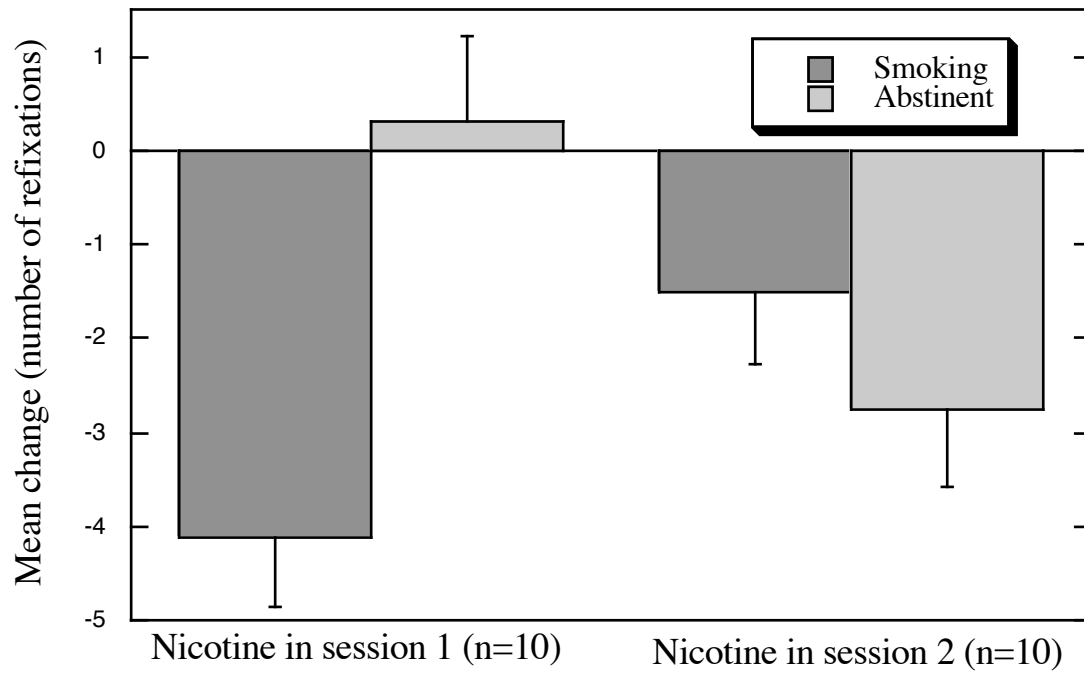 Mean change (number of refixations)
1
0
-1
-2
-3
-4
-5
Smoking
Abstinent
Nicotine in session 1 (n=10)
Nicotine in session 2 (n=10)